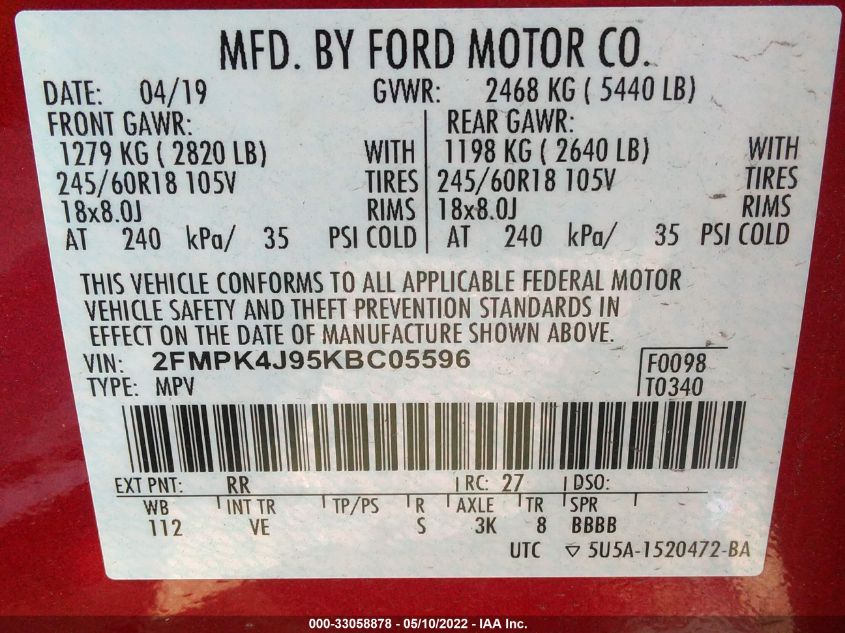 MFD. BY FORD MOTOR CO.
DATE: 04/19 GVWR: 2468 KG ( 5440 LB)
FRONT GAWR: REAR GAWR:
1279 KG ( 2820 LB) WITH 1198 KG ( 2640 LB) WITH
245/60R18 105V TIRES 245/60R18 105V TIRES
18x8.0J RIMS 18x8.0J RIMS
AT 240 kPa/ 35 PSI COLD AT 240 kPa/ 35 PSI COLD
THIS VEHICLE CONFORMS TO ALL APPLICABLE FEDERAL MOTOR
VEHICLE SAFETY AND THEFT PREVENTION STANDARDS IN
EFFECT ON THE DATE OF MANUFACTURE SHOWN ABOVE.
VIN: 2FMPK4J95KBC05596 F0098
TYPE: MPV T0340
EXT PNT: RR RC: 27 DSO:
WB INT TR TP/PS R AXLE TR SPR
112 VE S 3K 8 BBBB
UTC ▽ 5U5A-1520472-BA
000-33058878 - 05/10/2022 - IAA Inc.